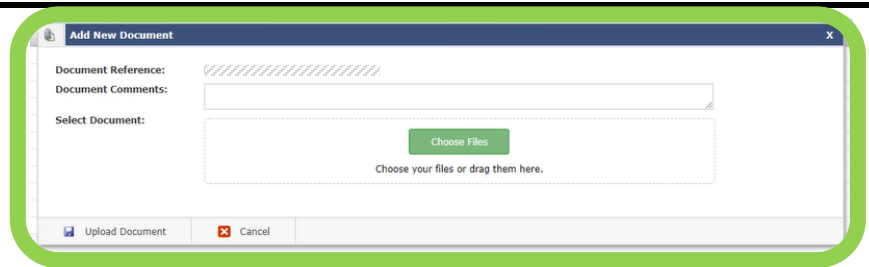 Add New Document X
Document Reference:
Document Comments:
Select Document:
Choose Files
Choose your files or drag them here.
Upload Document Cancel